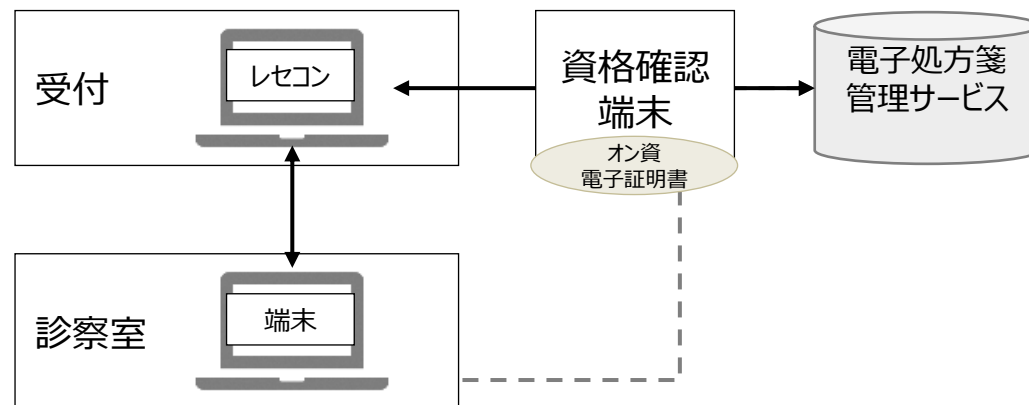 受付
レセコン
資格確認
端末
オン資
電子証明書
電子処方箋
管理サービス
診察室
端末